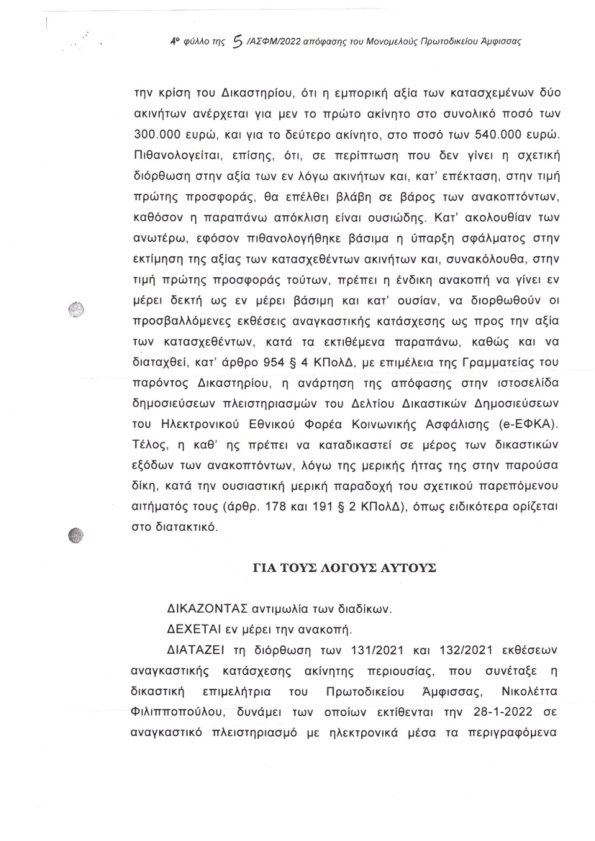 4ο φύλλο της 5 /ΑΣΦΜ/2022 απόφασης του Μονομελούς Πρωτοδικείου Άμφισσας
την κρίση του Δικαστηρίου, ότι η εμπορική αξία των κατασχεμένων δύο
ακινήτων ανέρχεται για μεν το πρώτο ακίνητο στο συνολικό ποσό των
300.000 ευρώ, και για το δεύτερο ακίνητο, στο ποσό των 540.000 ευρώ.
Πιθανολογείται, επίσης, ότι, σε περίπτωση που δεν γίνει η σχετική
διόρθωση στην αξία των εν λόγω ακινήτων και, κατ' επέκταση, στην τιμή
πρώτης προσφοράς, θα επέλθει βλάβη σε βάρος των ανακοπτόντων,
καθόσον η παραπάνω απόκλιση είναι ουσιώδης. Κατ' ακολουθίαν των
ανωτέρω, εφόσον πιθανολογήθηκε βάσιμα η ύπαρξη σφάλματος στην
εκτίμηση της αξίας των κατασχεθέντων ακινήτων και, συνακόλουθα, στην
τιμή πρώτης προσφοράς τούτων, πρέπει η ένδικη ανακοπή να γίνει εν
μέρει δεκτή ως εν μέρει βάσιμη και κατ' ουσίαν, να διορθωθούν οι
προσβαλλόμενες εκθέσεις αναγκαστικής κατάσχεσης ως προς την αξία
των κατασχεθέντων, κατά τα εκτιθέμενα παραπάνω, καθώς και να
διαταχθεί, κατ' άρθρο 954 § 4 ΚΠολΔ, με επιμέλεια της Γραμματείας του
παρόντος Δικαστηρίου, η ανάρτηση της απόφασης στην ιστοσελίδα
δημοσιεύσεων πλειστηριασμών του Δελτίου Δικαστικών Δημοσιεύσεων
του Ηλεκτρονικού Εθνικού Φορέα Κοινωνικής Ασφάλισης (e-ΕΦΚΑ).
Τέλος, η καθ' ης πρέπει να καταδικαστεί σε μέρος των δικαστικών
εξόδων των ανακοπτόντων, λόγω της μερικής ήττας της στην παρούσα
δίκη, κατά την ουσιαστική μερική παραδοχή του σχετικού παρεπόμενου
αιτήματός τους (άρθρ. 178 και 191 § 2 ΚΠολΔ), όπως ειδικότερα ορίζεται
στο διατακτικό.
ΓΙΑ ΤΟΥΣ ΛΟΓΟΥΣ ΑΥΤΟΥΣ
ΔΙΚΑΖΟΝΤΑΣ αντιμωλία των διαδίκων.
ΔΕΧΕΤΑΙ εν μέρει την ανακοπή.
ΔΙΑΤΑΖΕΙ τη διόρθωση των 131/2021 και 132/2021 εκθέσεων
αναγκαστικής κατάσχεσης ακίνητης περιουσίας, που συνέταξε η
δικαστική επιμελήτρια του Πρωτοδικείου Άμφισσας, Νικολέττα
Φιλιπποπούλου, δυνάμει των οποίων εκτίθενται την 28-1-2022 σε
αναγκαστικό πλειστηριασμό με ηλεκτρονικά μέσα τα περιγραφόμενα